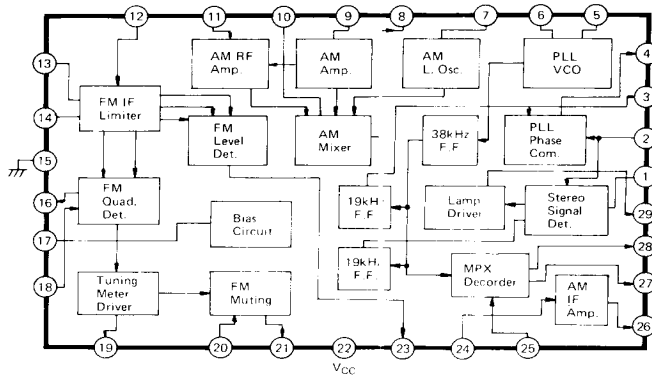 12
11
10
9
8
7
6
5
13
14
15
16
17
18
4
3
2
1
29
28
27
26
AM RF
Amp.
AM
Amp.
AM
L. Osc.
PLL
VCO
FM IF
Limiter
FM
Level
Det.
AM
Mixer
38kHz
F.F
PLL
Phase
Com.
FM
Quad.
Det.
Bias
Circuit
19kHz
F.F.
Lamp
Driver
Stereo
Signal
Det.
19kHz
F.F.
MPX
Decorder
AM
IF
Amp.
Tuning
Meter
Driver
FM
Muting
19
20
21
22
23
24
25
VCC